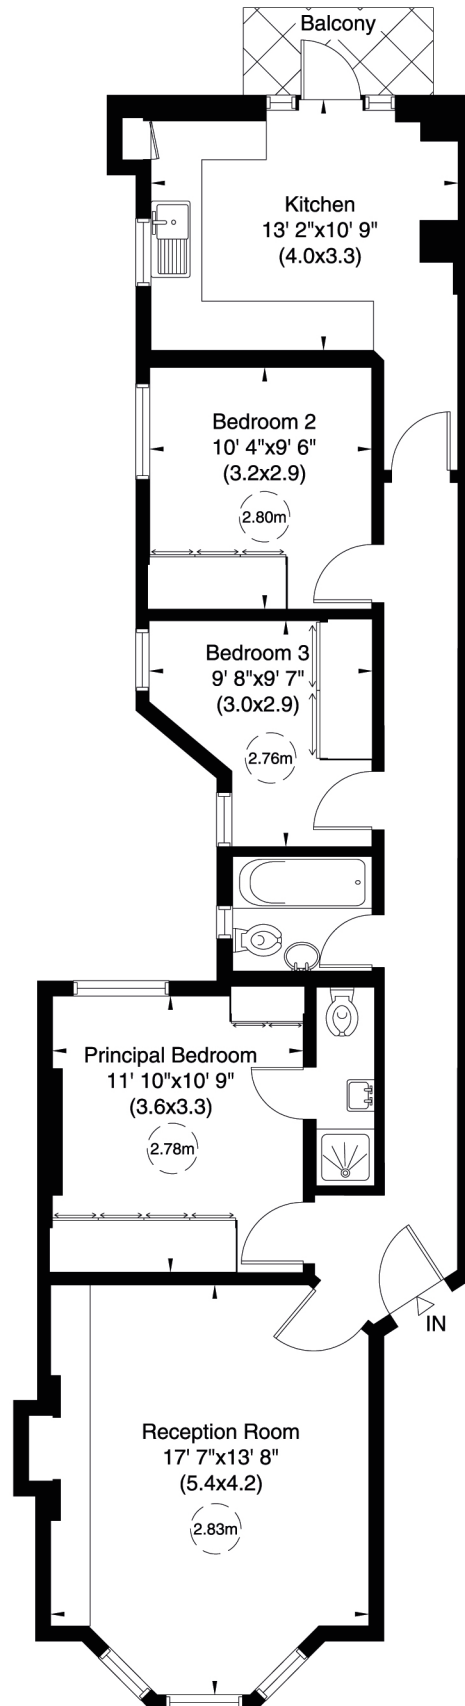 Balcony
Kitchen
13' 2"x10' 9"
(4.0x3.3)
Bedroom 2
10' 4"x9' 6"
(3.2x2.9)
2.80m
Bedroom 3
9' 8"x9' 7"
(3.0x2.9)
2.76m
Principal Bedroom
11' 10"x10' 9"
(3.6x3.3)
2.78m
IN
Reception Room
17' 7"x13' 8"
(5.4x4.2)
2.83m